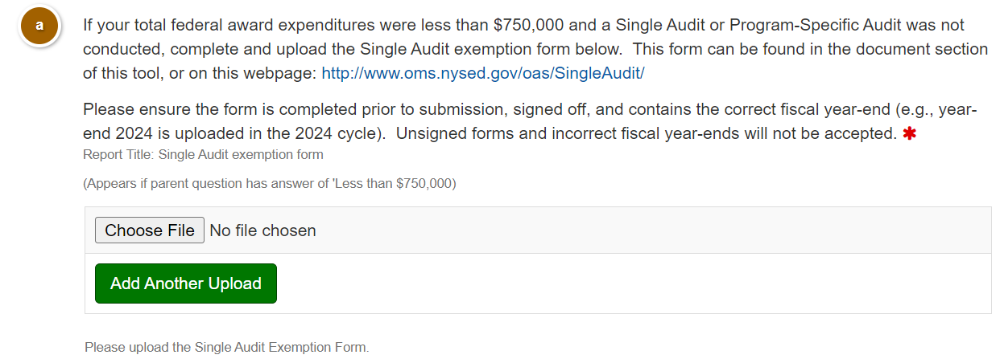 a
If your total federal award expenditures were less than $750,000 and a Single Audit or Program-Specific Audit was not
conducted, complete and upload the Single Audit exemption form below.  This form can be found in the document section
of this tool, or on this webpage: http://www.oms.nysed.gov/oas/SingleAudit/
Please ensure the form is completed prior to submission, signed off, and contains the correct fiscal year-end (e.g., year-
end 2024 is uploaded in the 2024 cycle).  Unsigned forms and incorrect fiscal year-ends will not be accepted. ✱
Report Title: Single Audit exemption form
(Appears if parent question has answer of 'Less than $750,000)
Choose File No file chosen
Add Another Upload
Please upload the Single Audit Exemption Form.